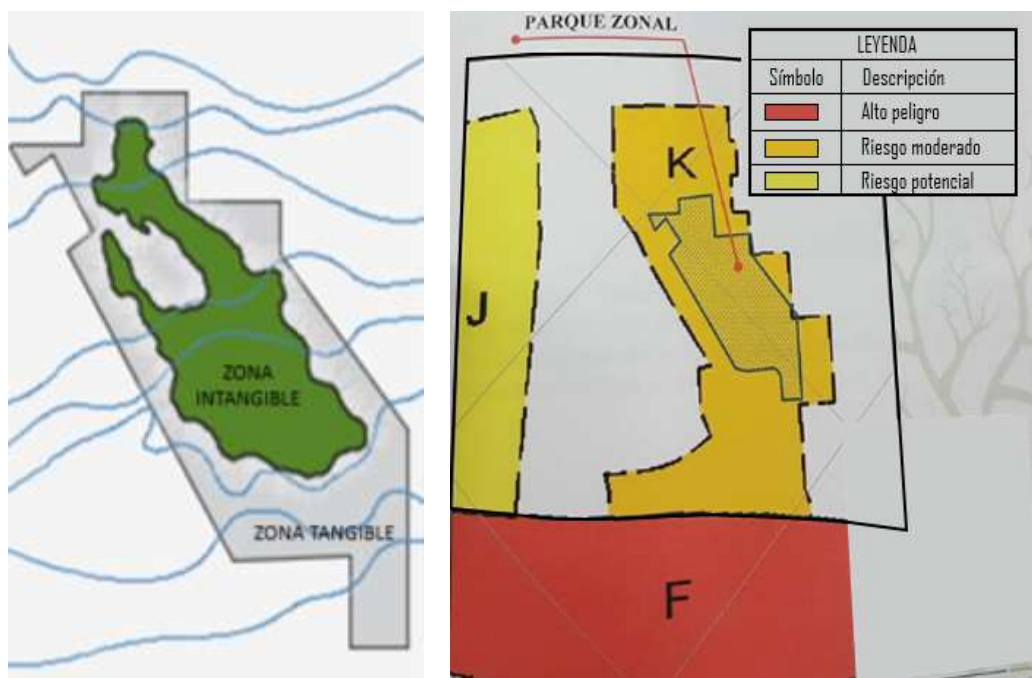 ZONA
INTANGIBLE
ZONA TANGIBLE
PARQUE ZONAL
LEYENDA
Símbolo Descripción
Alto peligro
Riesgo moderado
Riesgo potencial
K
J
F